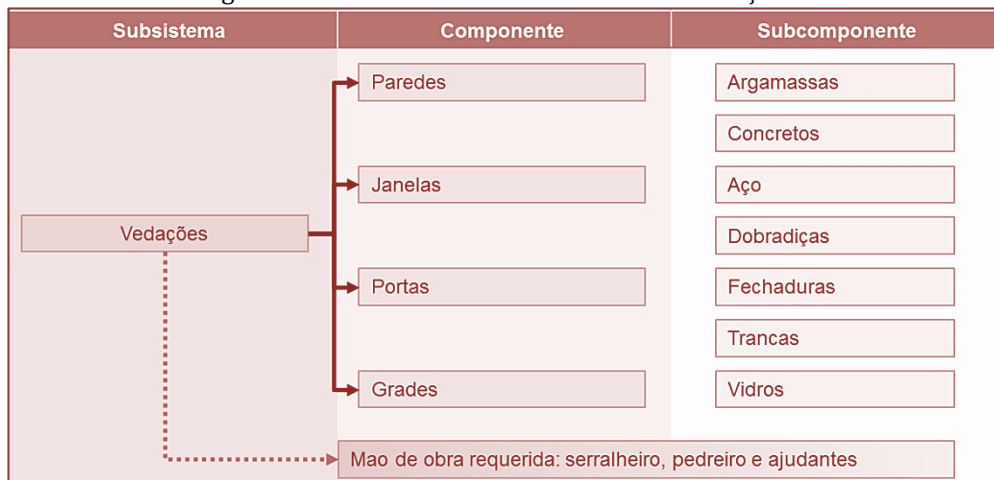 Subsistema Componente Subcomponente
Paredes Argamassas
Concretos
Janelas Aço
Vedações Dobradiças
Portas Fechaduras
Trancas
Grades Vidros
Mao de obra requerida: serralheiro, pedreiro e ajudantes